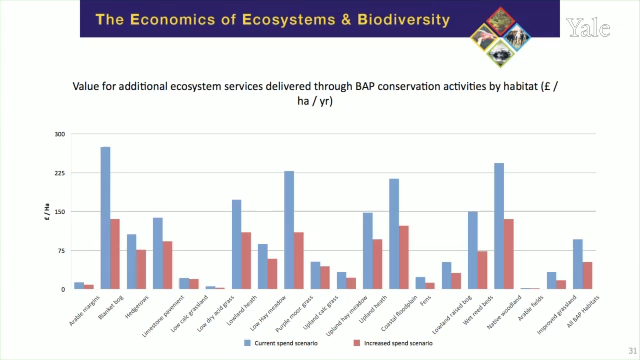 The Economics of Ecosystems & Biodiversity
Yale
Value for additional ecosystem services delivered through BAP conservation activities by habitat (£ /
ha / yr)
300
225
150
75
0
£ / Ha
Arable margins
Blanket bog
Hedgerows
Limestone pavement
Low calc grassland
Low dry acid grass
Lowland heath
Low Hay meadow
Purple moor grass
Upland calc grass
Upland hay meadow
Upland heath
Coastal floodplain
Fens
Lowland raised bog
Wet reed beds
Native woodland
Arable fields
Improved grassland
All BAP Habitats
Current spend scenario
Increased spend scenario
31